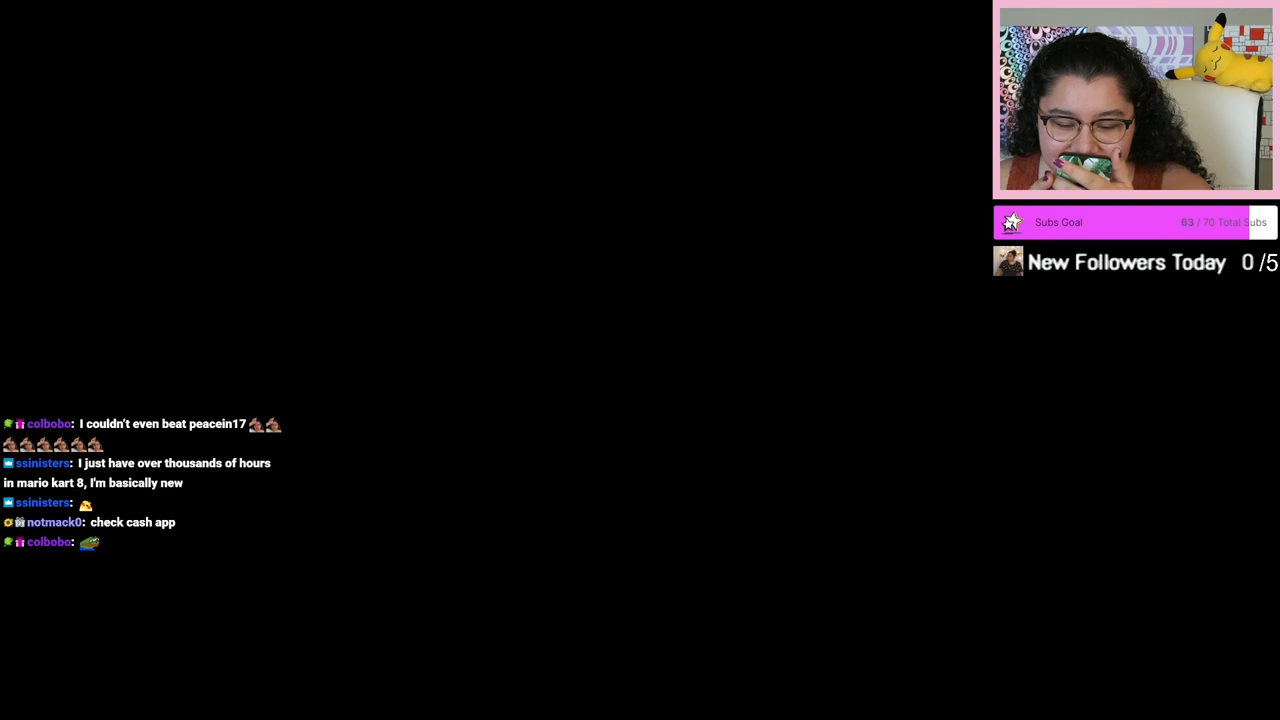 Subs Goal 63 / 70 Total Subs
New Followers Today 0 /5
colbobo: I couldn't even beat peacein17
ssinisters: I just have over thousands of hours
in mario kart 8, I'm basically new
ssinisters:
notmack0: check cash app
colbobo: